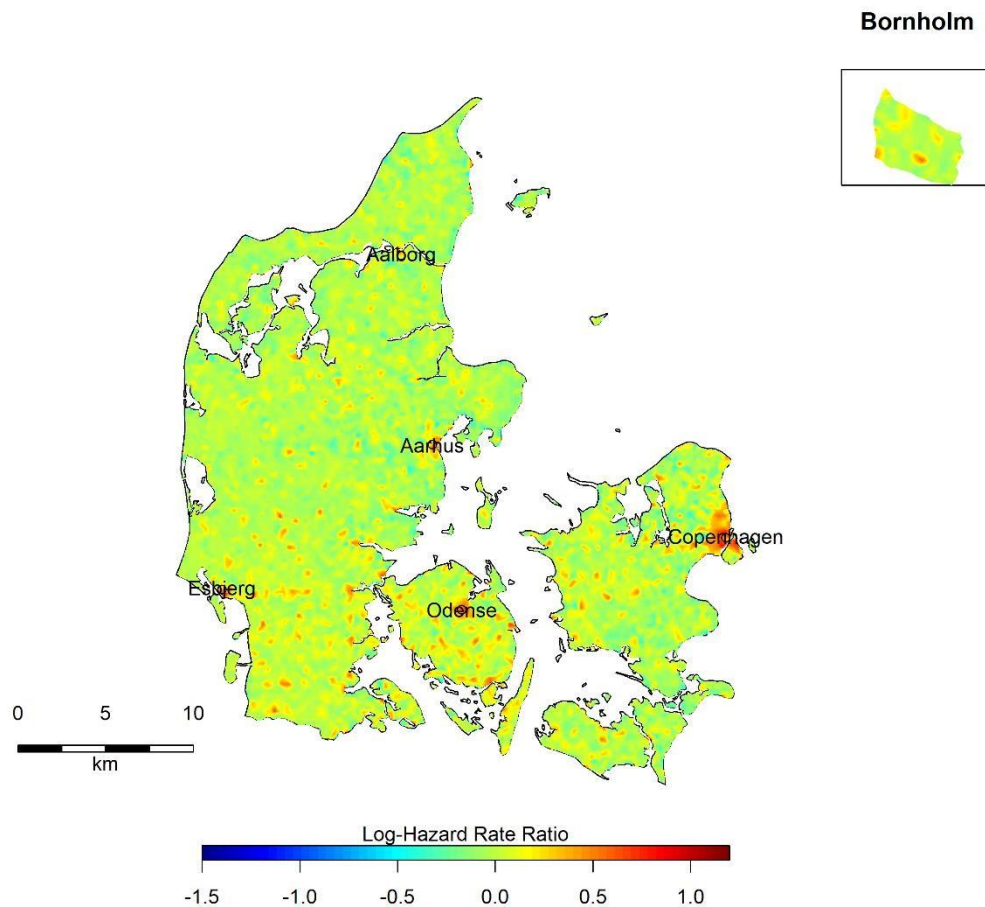 Bornholm
Aalborg
Aarhus
Copenhagen
Esbjerg
Odense
0 5 10
km
Log-Hazard Rate Ratio
-1.5 -1.0 -0.5 0.0 0.5 1.0